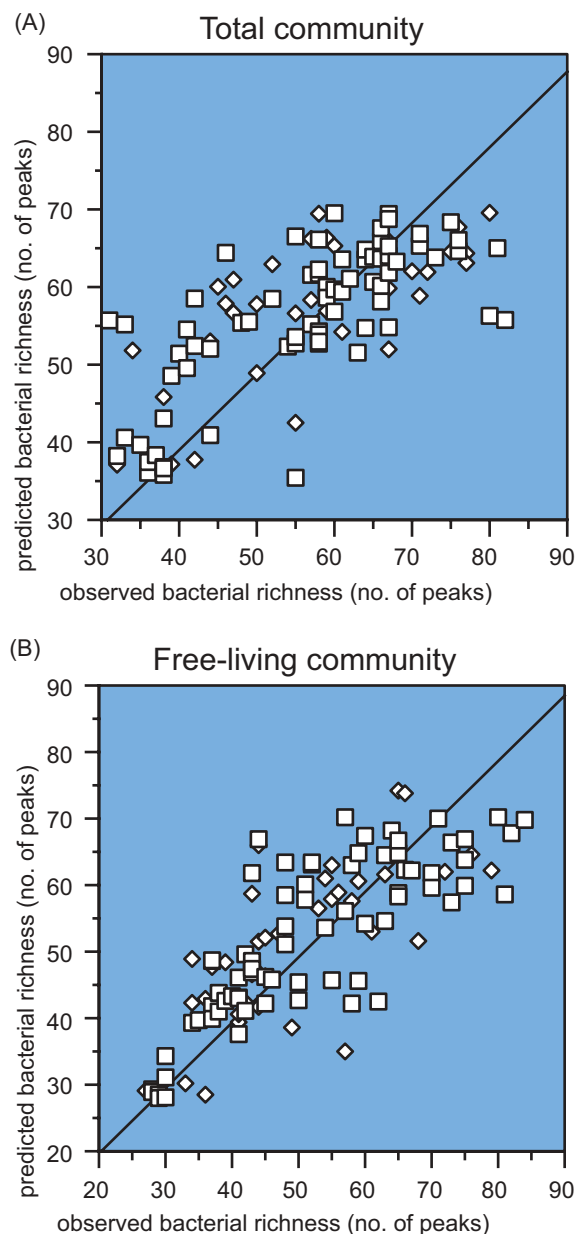 (A)
Total community
90
80
70
60
50
40
30
predicted bacterial richness (no. of peaks)
30 40 50 60 70 80 90
observed bacterial richness (no. of peaks)
(B)
Free-living community
90
80
70
60
50
40
30
20
predicted bacterial richness (no. of peaks)
20 30 40 50 60 70 80 90
observed bacterial richness (no. of peaks)